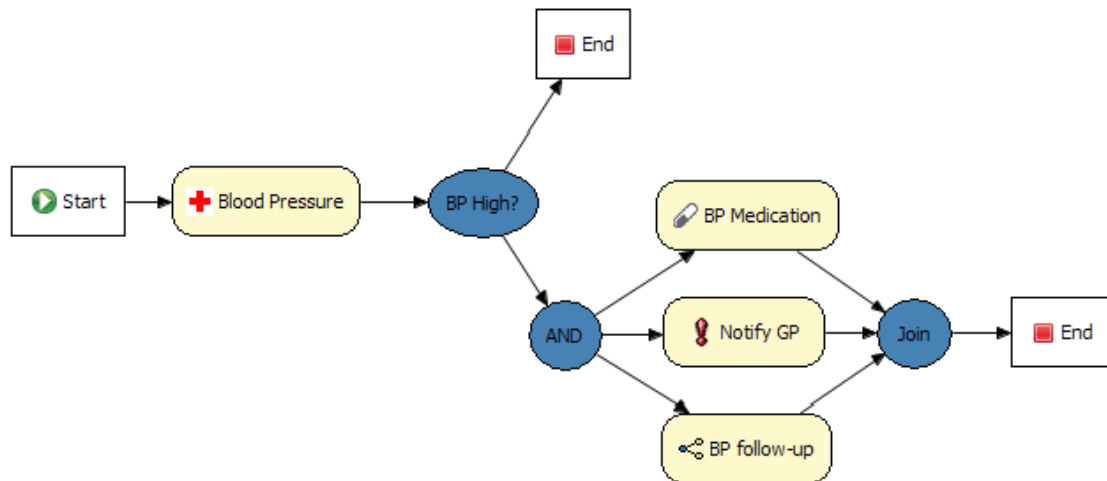 End
Start
Blood Pressure
BP High?
BP Medication
AND
Notify GP
Join
End
BP follow-up